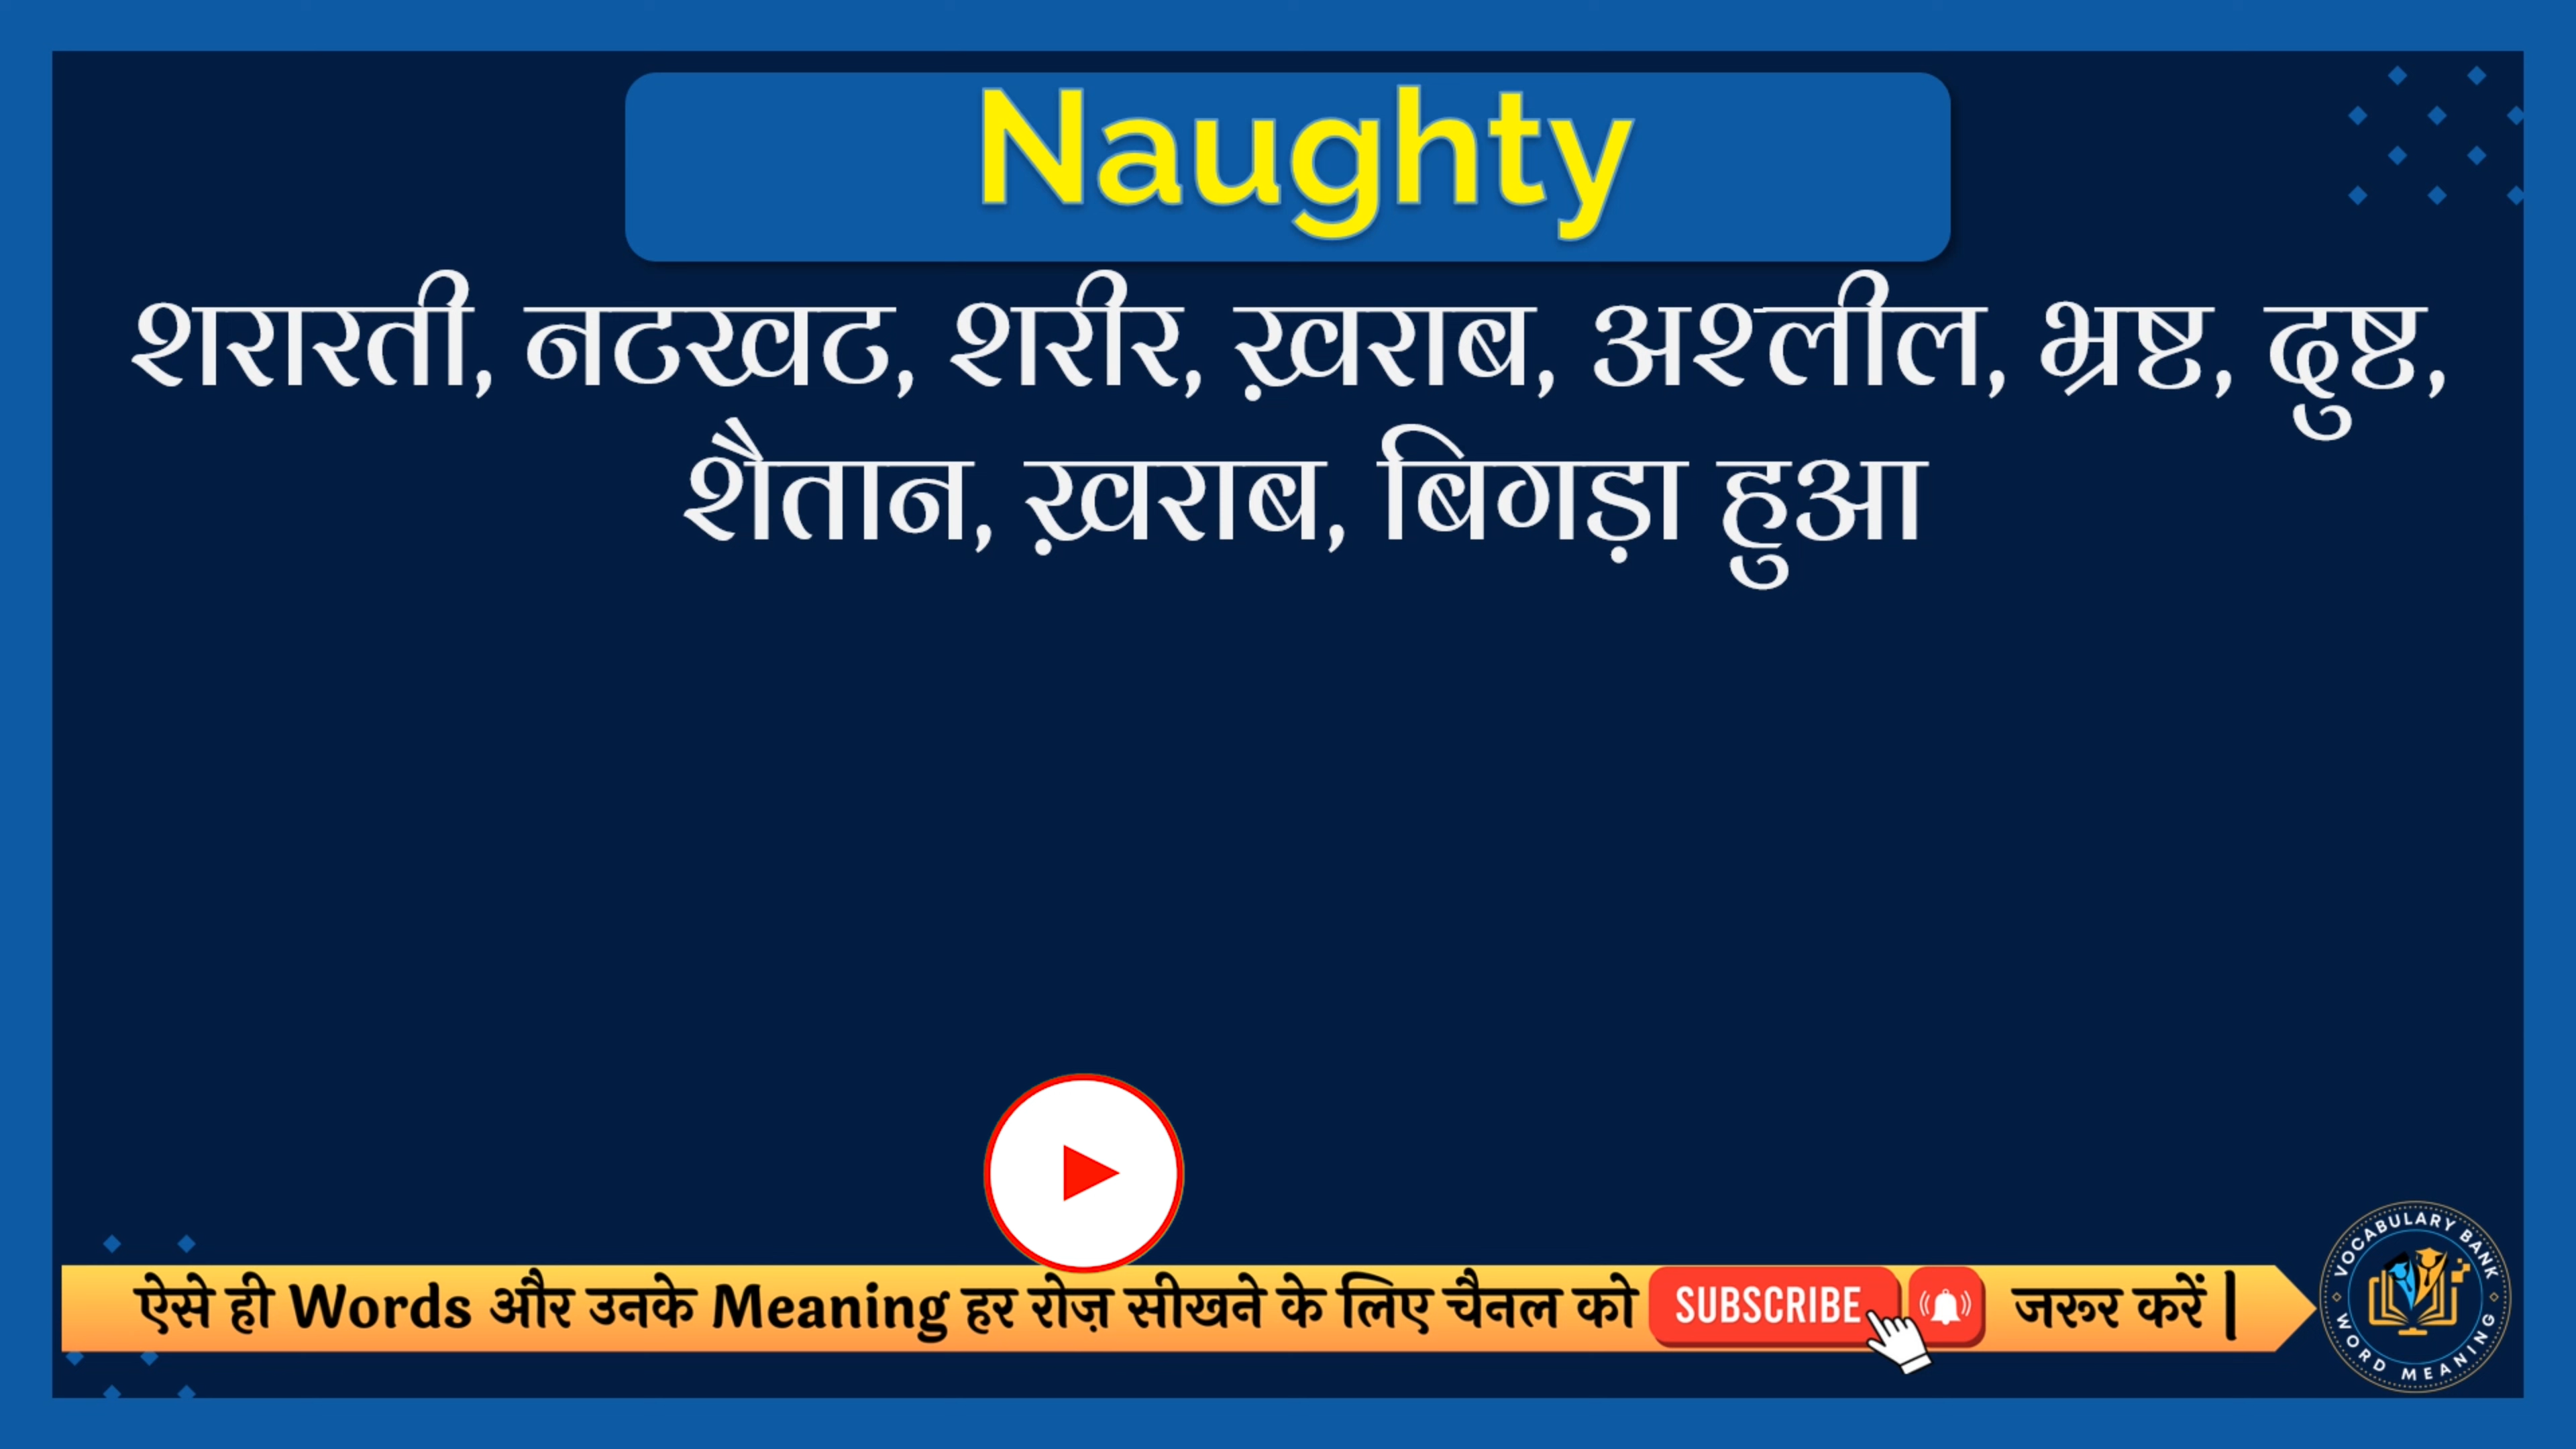 Naughty
शरारती, नटखट, शरीर, ख़राब, अश्लील, भ्रष्ट, दुष्ट,
शैतान, ख़राब, बिगड़ा हुआ
ऐसे ही Words और उनके Meaning हर रोज़ सीखने के लिए चैनल को SUBSCRIBE जरूर करें |
VOCABULARY BANK
WORD MEANING